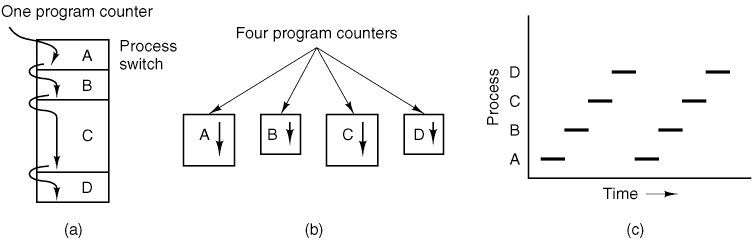 One program counter
Process
switch
A
B
C
D
(a)
Four program counters
A
B
C
D
(b)
Process
D
C
B
A
Time
(c)